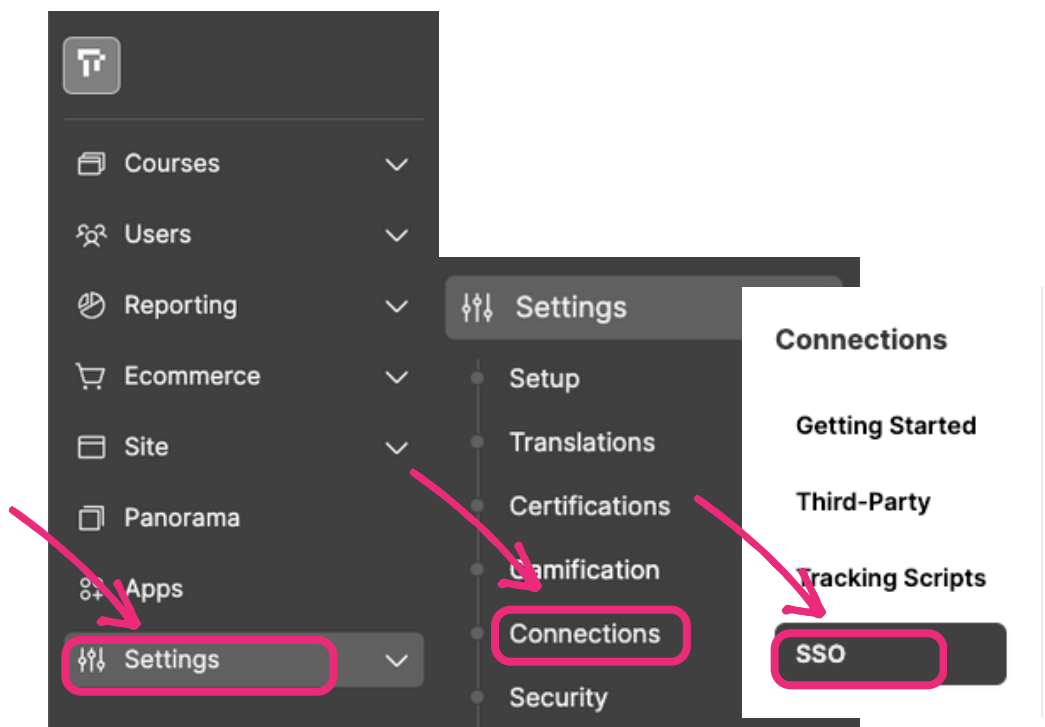 Courses
Users
Reporting
Ecommerce
Site
Panorama
Apps
Settings
Settings
Setup
Translations
Certifications
Gamification
Connections
Security
Connections
Getting Started
Third-Party
Tracking Scripts
SSO